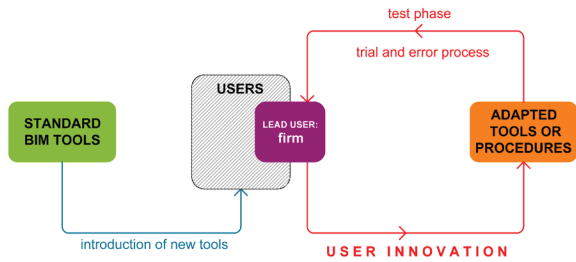 test phase
trial and error process
USERS
STANDARD
BIM TOOLS
LEAD USER:
firm
ADAPTED
TOOLS OR
PROCEDURES
introduction of new tools
USER INNOVATION